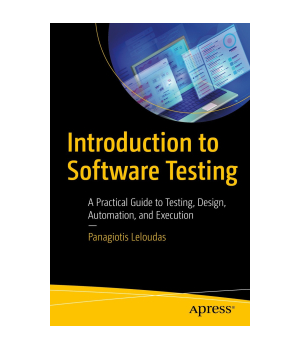 Introduction to
Software Testing
A Practical Guide to Testing, Design,
Automation, and Execution
—
Panagiotis Leloudas
Apress®